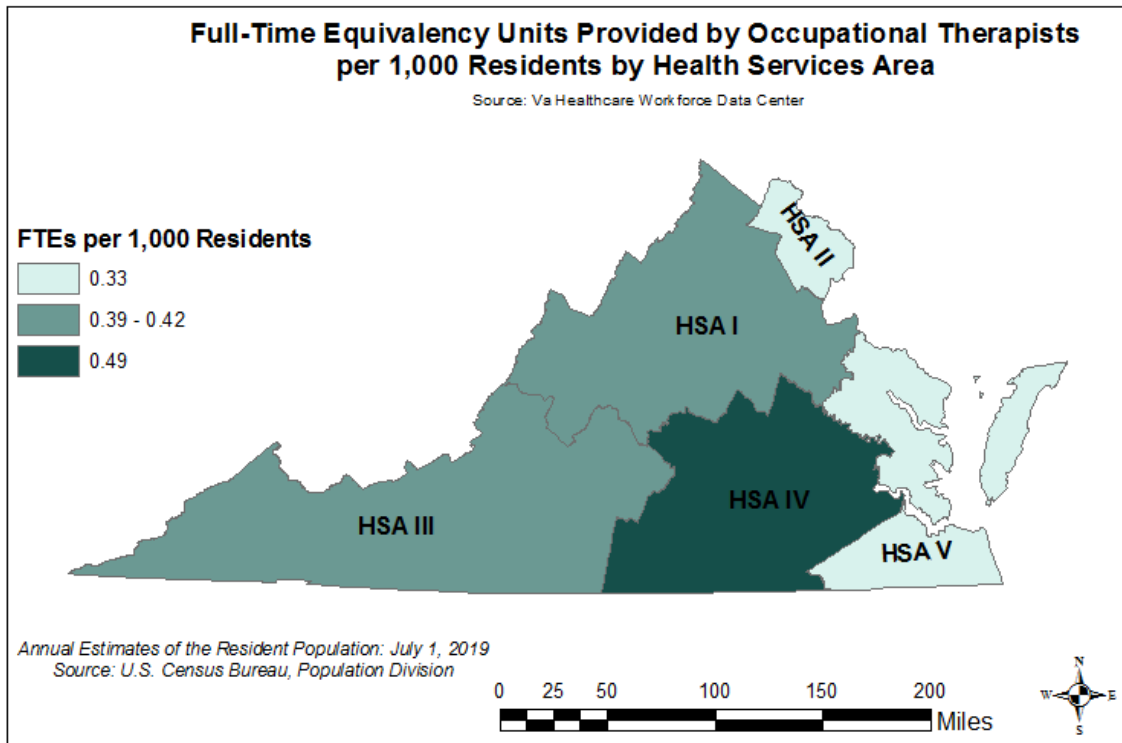 Full-Time Equivalency Units Provided by Occupational Therapists
per 1,000 Residents by Health Services Area
Source: Va Healthcare Workforce Data Center
HSA II
FTEs per 1,000 Residents
0.33
0.39 - 0.42
0.49
HSA I
HSA IV
HSA III
HSA V
Annual Estimates of the Resident Population: July 1, 2019
Source: U.S. Census Bureau, Population Division
0 25 50 100 150 200
Miles
N
W E
S